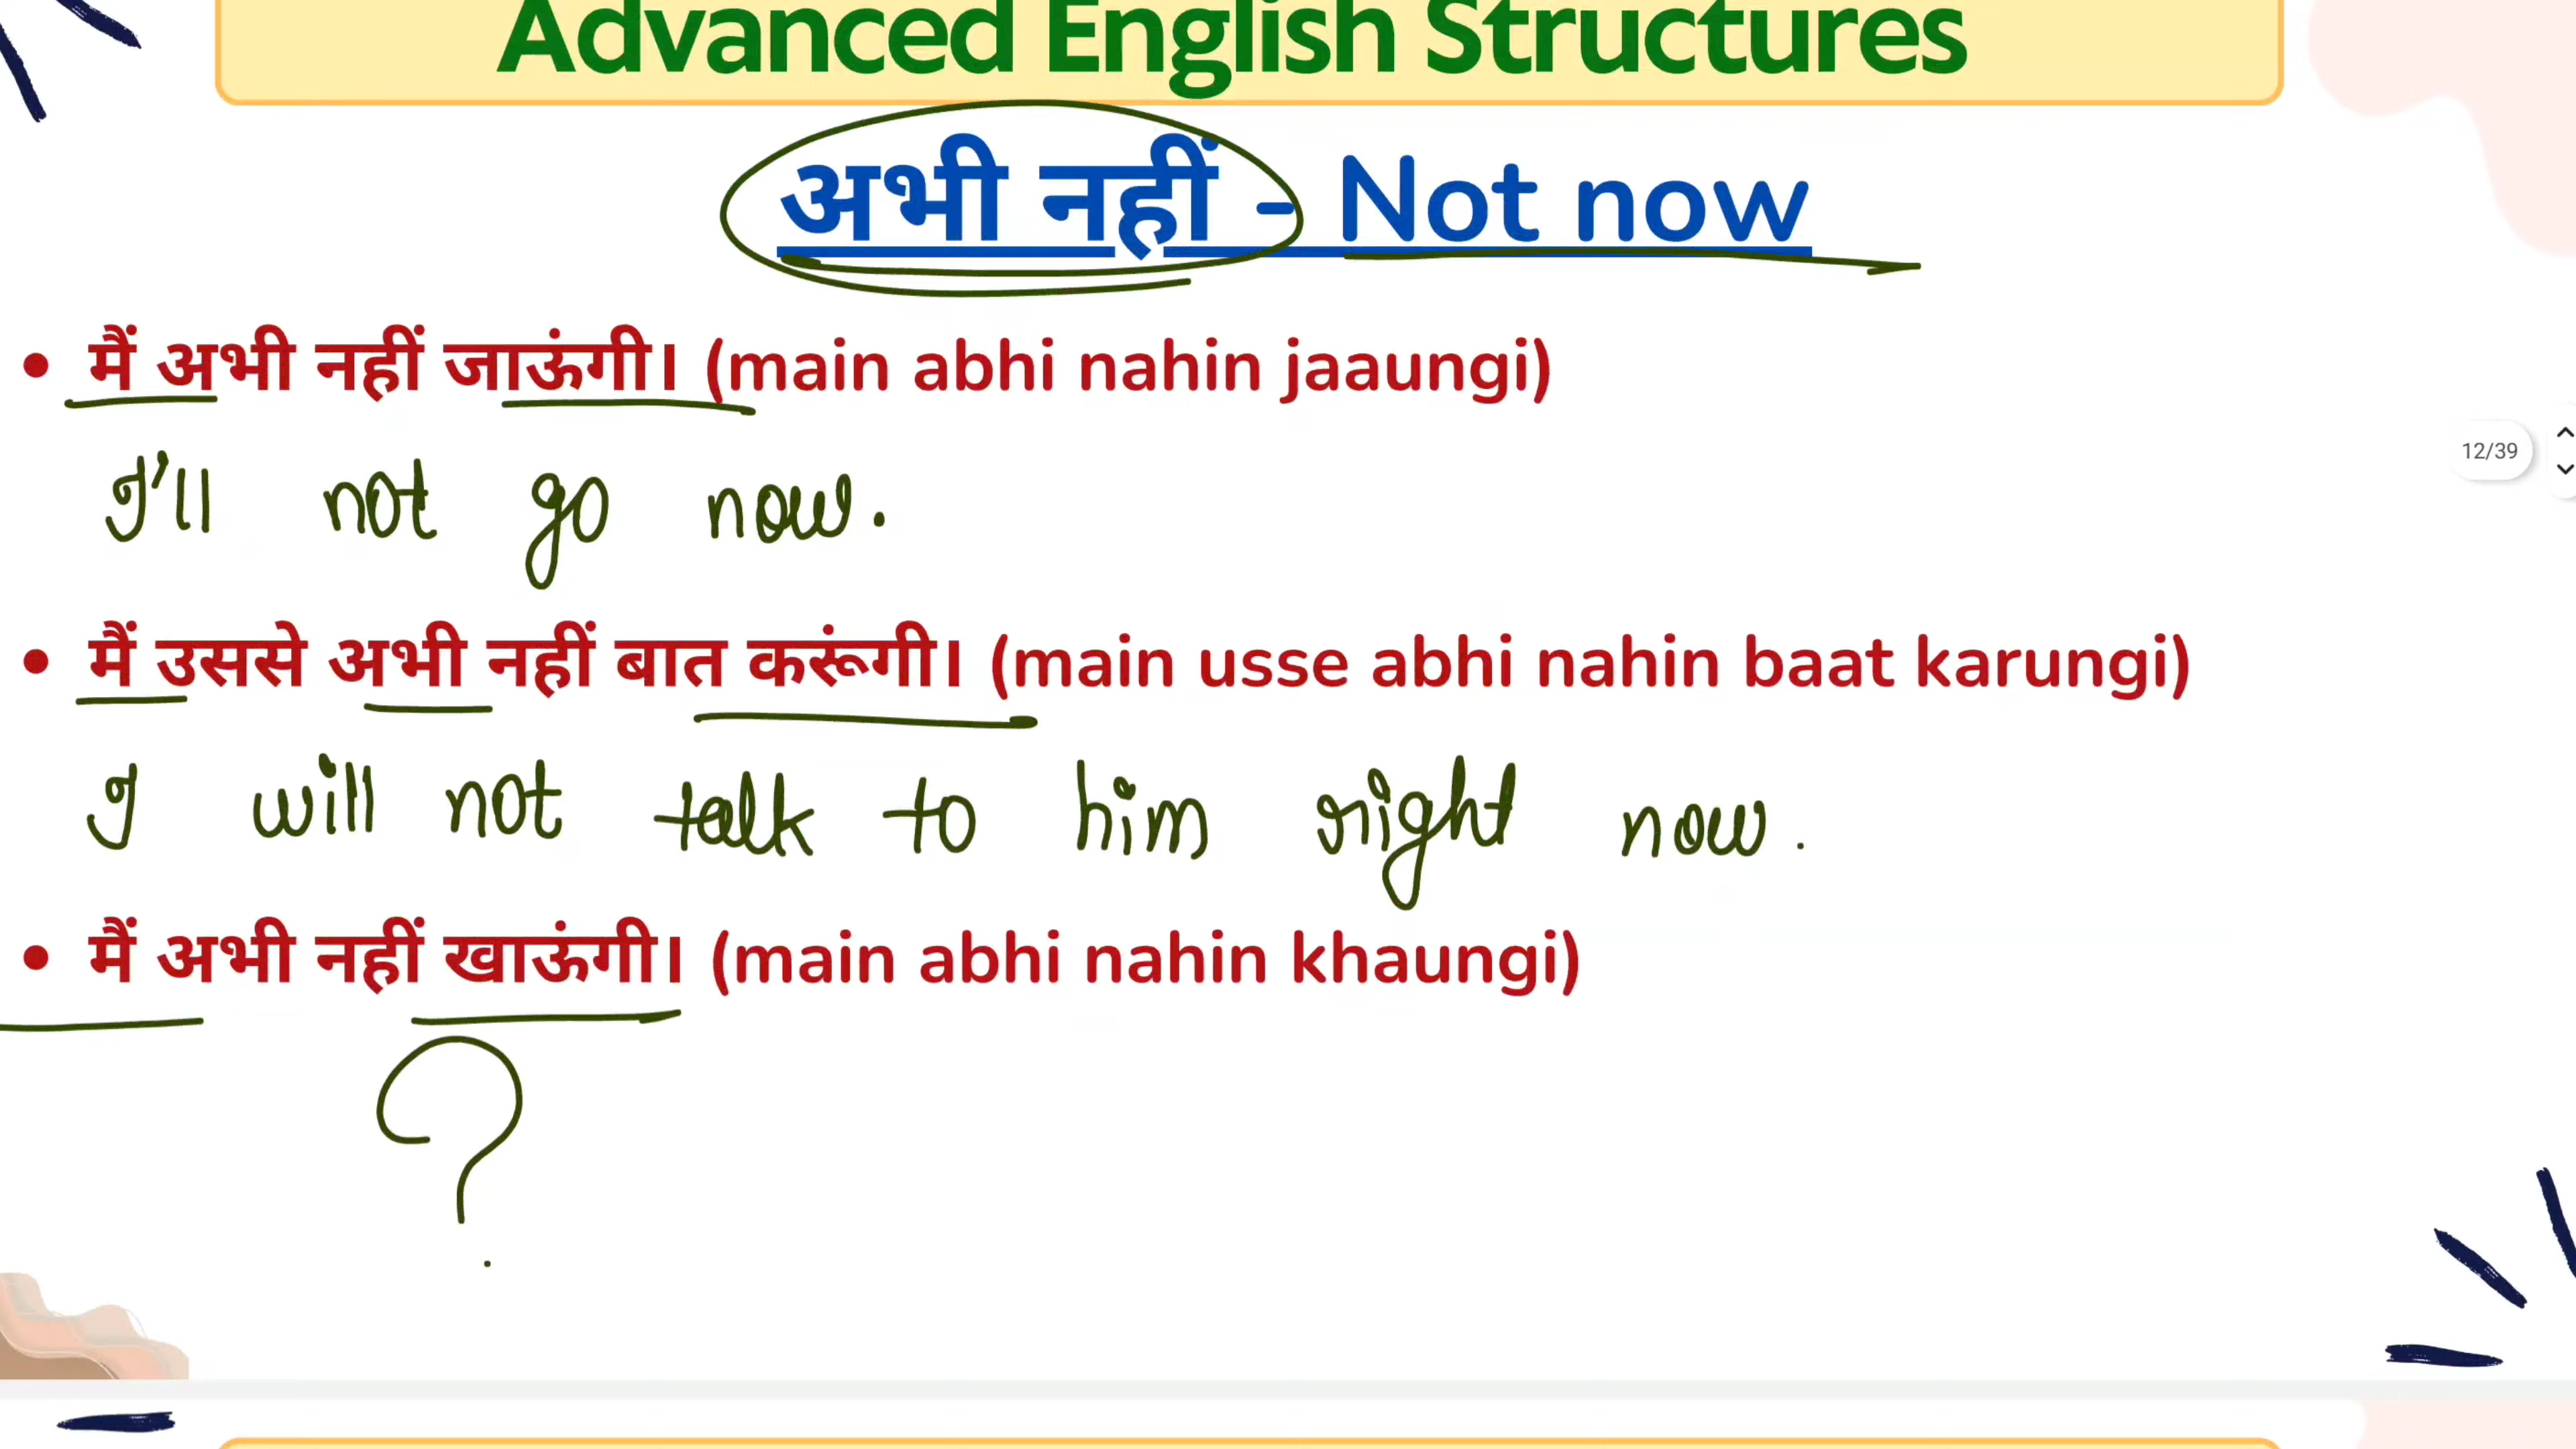 Advanced English Structures
अभी नहीं - Not now
• मैं अभी नहीं जाऊंगी। (main abhi nahin jaaungi)
12/39
I'll not go now.
• मैं उससे अभी नहीं बात करूंगी। (main usse abhi nahin baat karungi)
I will not talk to him right now.
• मैं अभी नहीं खाऊंगी। (main abhi nahin khaungi)
?